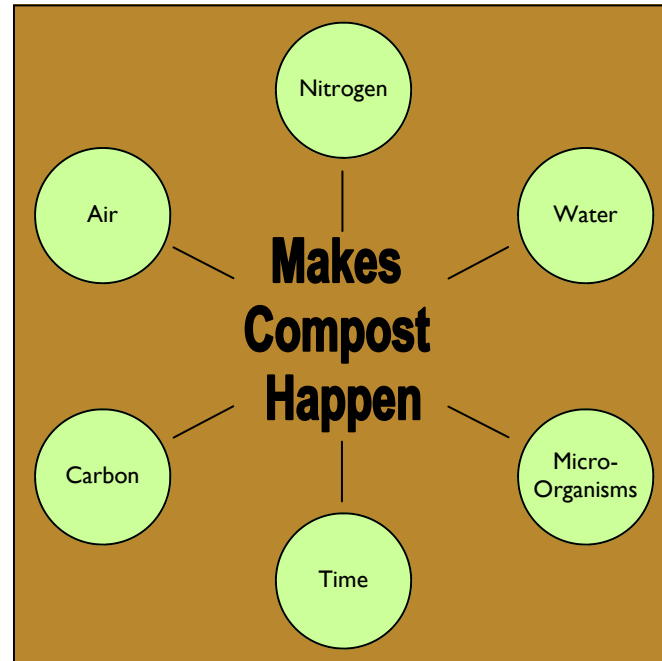 Nitrogen
Air
Water
Makes
Compost
Happen
Carbon
Micro-
Organisms
Time